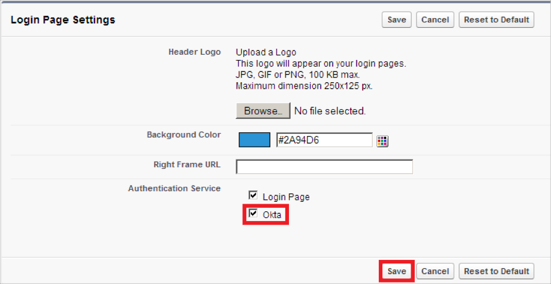 Login Page Settings
Save Cancel Reset to Default
Header Logo Upload a Logo
This logo will appear on your login pages.
JPG, GIF or PNG, 100 KB max.
Maximum dimension 250x125 px.
Browse.. No file selected.
Background Color #2A94D6
Right Frame URL
Authentication Service
Login Page
Okta
Save Cancel Reset to Default